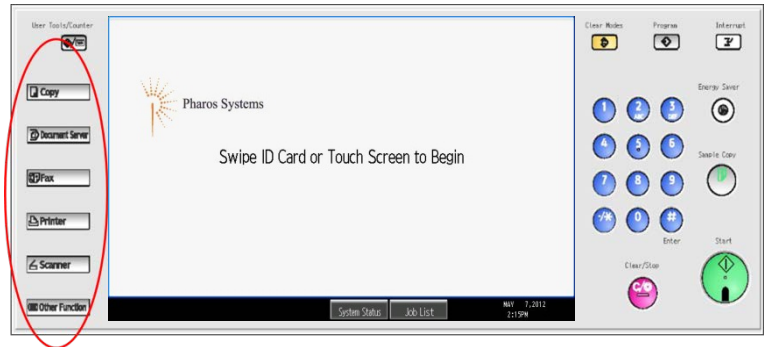 User Tools/Counter
Copy
Document Server
Fax
Printer
Scanner
Other Function
Pharos Systems
Swipe ID Card or Touch Screen to Begin
System Status
Job List
MAY 7,2012
2:15PM
Clear Modes
Program
Interrupt
Energy Saver
1
2
ABC
3
DEF
4
5
6
7
8
9
·/*
0
#
Enter
Sample Copy
Clear/Stop
C/⏼
Start